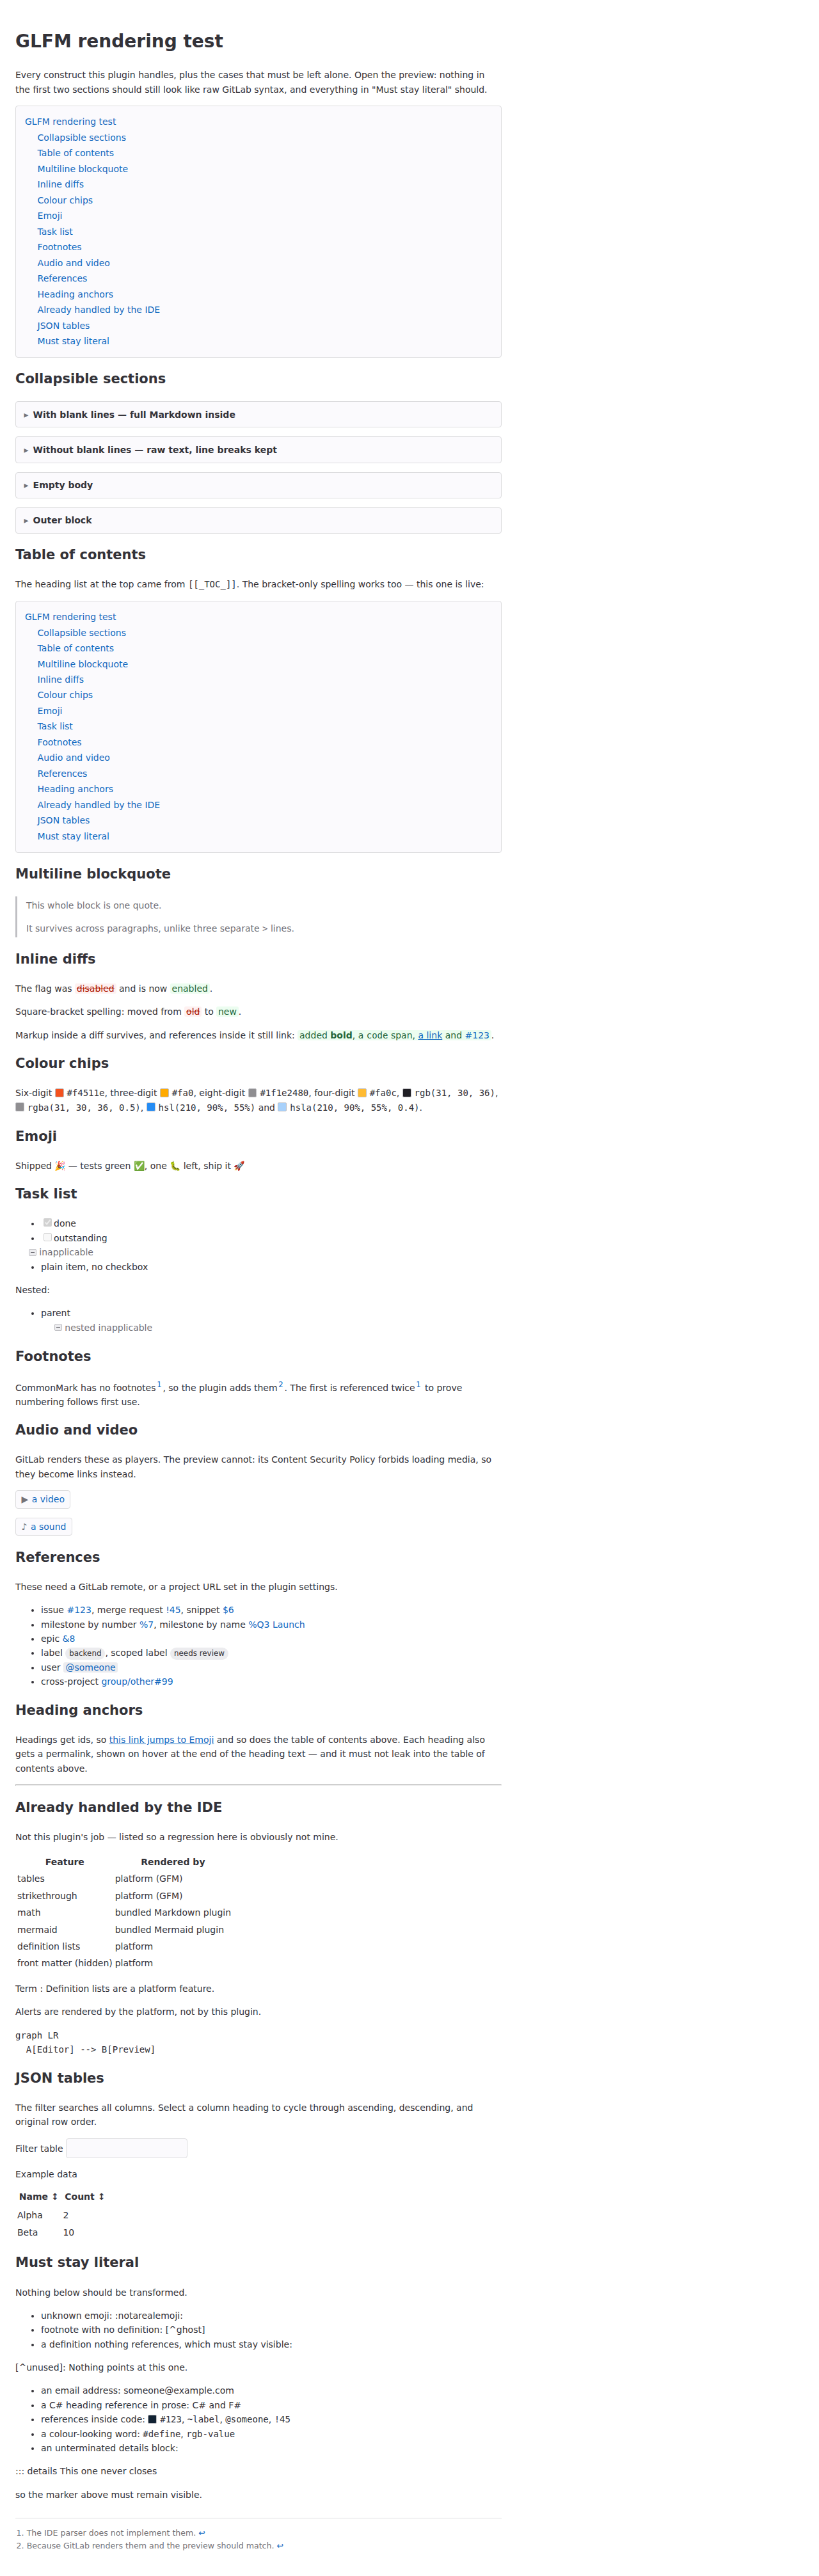 GLFM rendering test
Every construct this plugin handles, plus the cases that must be left alone. Open the preview: nothing in
the first two sections should still look like raw GitLab syntax, and everything in "Must stay literal" should.
GLFM rendering test
Collapsible sections
Table of contents
Multiline blockquote
Inline diffs
Colour chips
Emoji
Task list
Footnotes
Audio and video
References
Heading anchors
Already handled by the IDE
JSON tables
Must stay literal
Collapsible sections
▸ With blank lines — full Markdown inside
▸ Without blank lines — raw text, line breaks kept
▸ Empty body
▸ Outer block
Table of contents
The heading list at the top came from [[_TOC_]]. The bracket-only spelling works too — this one is live:
GLFM rendering test
Collapsible sections
Table of contents
Multiline blockquote
Inline diffs
Colour chips
Emoji
Task list
Footnotes
Audio and video
References
Heading anchors
Already handled by the IDE
JSON tables
Must stay literal
Multiline blockquote
This whole block is one quote.
It survives across paragraphs, unlike three separate > lines.
Inline diffs
The flag was disabled and is now enabled.
Square-bracket spelling: moved from old to new.
Markup inside a diff survives, and references inside it still link: added bold, a code span, a link and #123.
Colour chips
Six-digit #f4511e, three-digit #fa0, eight-digit #1f1e2480, four-digit #fa0c, rgb(31, 30, 36),
rgba(31, 30, 36, 0.5), hsl(210, 90%, 55%) and hsla(210, 90%, 55%, 0.4).
Emoji
Shipped 🎉 — tests green ✅, one 🐛 left, ship it 🚀
Task list
• done
• outstanding
inapplicable
• plain item, no checkbox
Nested:
• parent
nested inapplicable
Footnotes
CommonMark has no footnotes1, so the plugin adds them2. The first is referenced twice1 to prove
numbering follows first use.
Audio and video
GitLab renders these as players. The preview cannot: its Content Security Policy forbids loading media, so
they become links instead.
▶ a video
♪ a sound
References
These need a GitLab remote, or a project URL set in the plugin settings.
• issue #123, merge request !45, snippet $6
• milestone by number %7, milestone by name %Q3 Launch
• epic &8
• label backend, scoped label needs review
• user @someone
• cross-project group/other#99
Heading anchors
Headings get ids, so this link jumps to Emoji and so does the table of contents above. Each heading also
gets a permalink, shown on hover at the end of the heading text — and it must not leak into the table of
contents above.
Already handled by the IDE
Not this plugin's job — listed so a regression here is obviously not mine.
Feature Rendered by
tables platform (GFM)
strikethrough platform (GFM)
math bundled Markdown plugin
mermaid bundled Mermaid plugin
definition lists platform
front matter (hidden) platform
Term : Definition lists are a platform feature.
Alerts are rendered by the platform, not by this plugin.
graph LR
A[Editor] --> B[Preview]
JSON tables
The filter searches all columns. Select a column heading to cycle through ascending, descending, and
original row order.
Filter table
Example data
Name ↕ Count ↕
Alpha 2
Beta 10
Must stay literal
Nothing below should be transformed.
• unknown emoji: :notarealemoji:
• footnote with no definition: [^ghost]
• a definition nothing references, which must stay visible:
[^unused]: Nothing points at this one.
• an email address: someone@example.com
• a C# heading reference in prose: C# and F#
• references inside code: #123, ~label, @someone, !45
• a colour-looking word: #define, rgb-value
• an unterminated details block:
::: details This one never closes
so the marker above must remain visible.
1. The IDE parser does not implement them. ↩
2. Because GitLab renders them and the preview should match. ↩